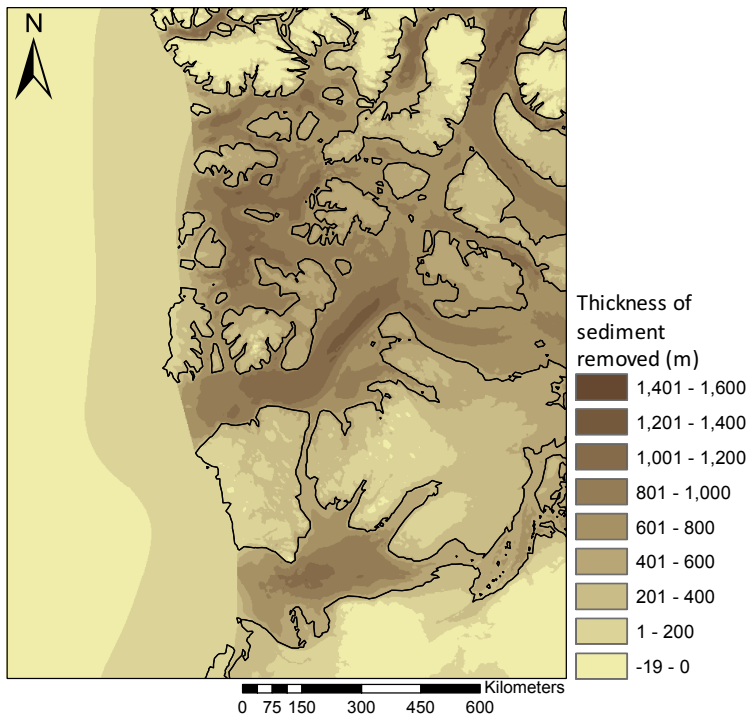 N
Thickness of
sediment
removed (m)
1,401 - 1,600
1,201 - 1,400
1,001 - 1,200
801 - 1,000
601 - 800
401 - 600
201 - 400
1 - 200
-19 - 0
Kilometers
0 75 150 300 450 600